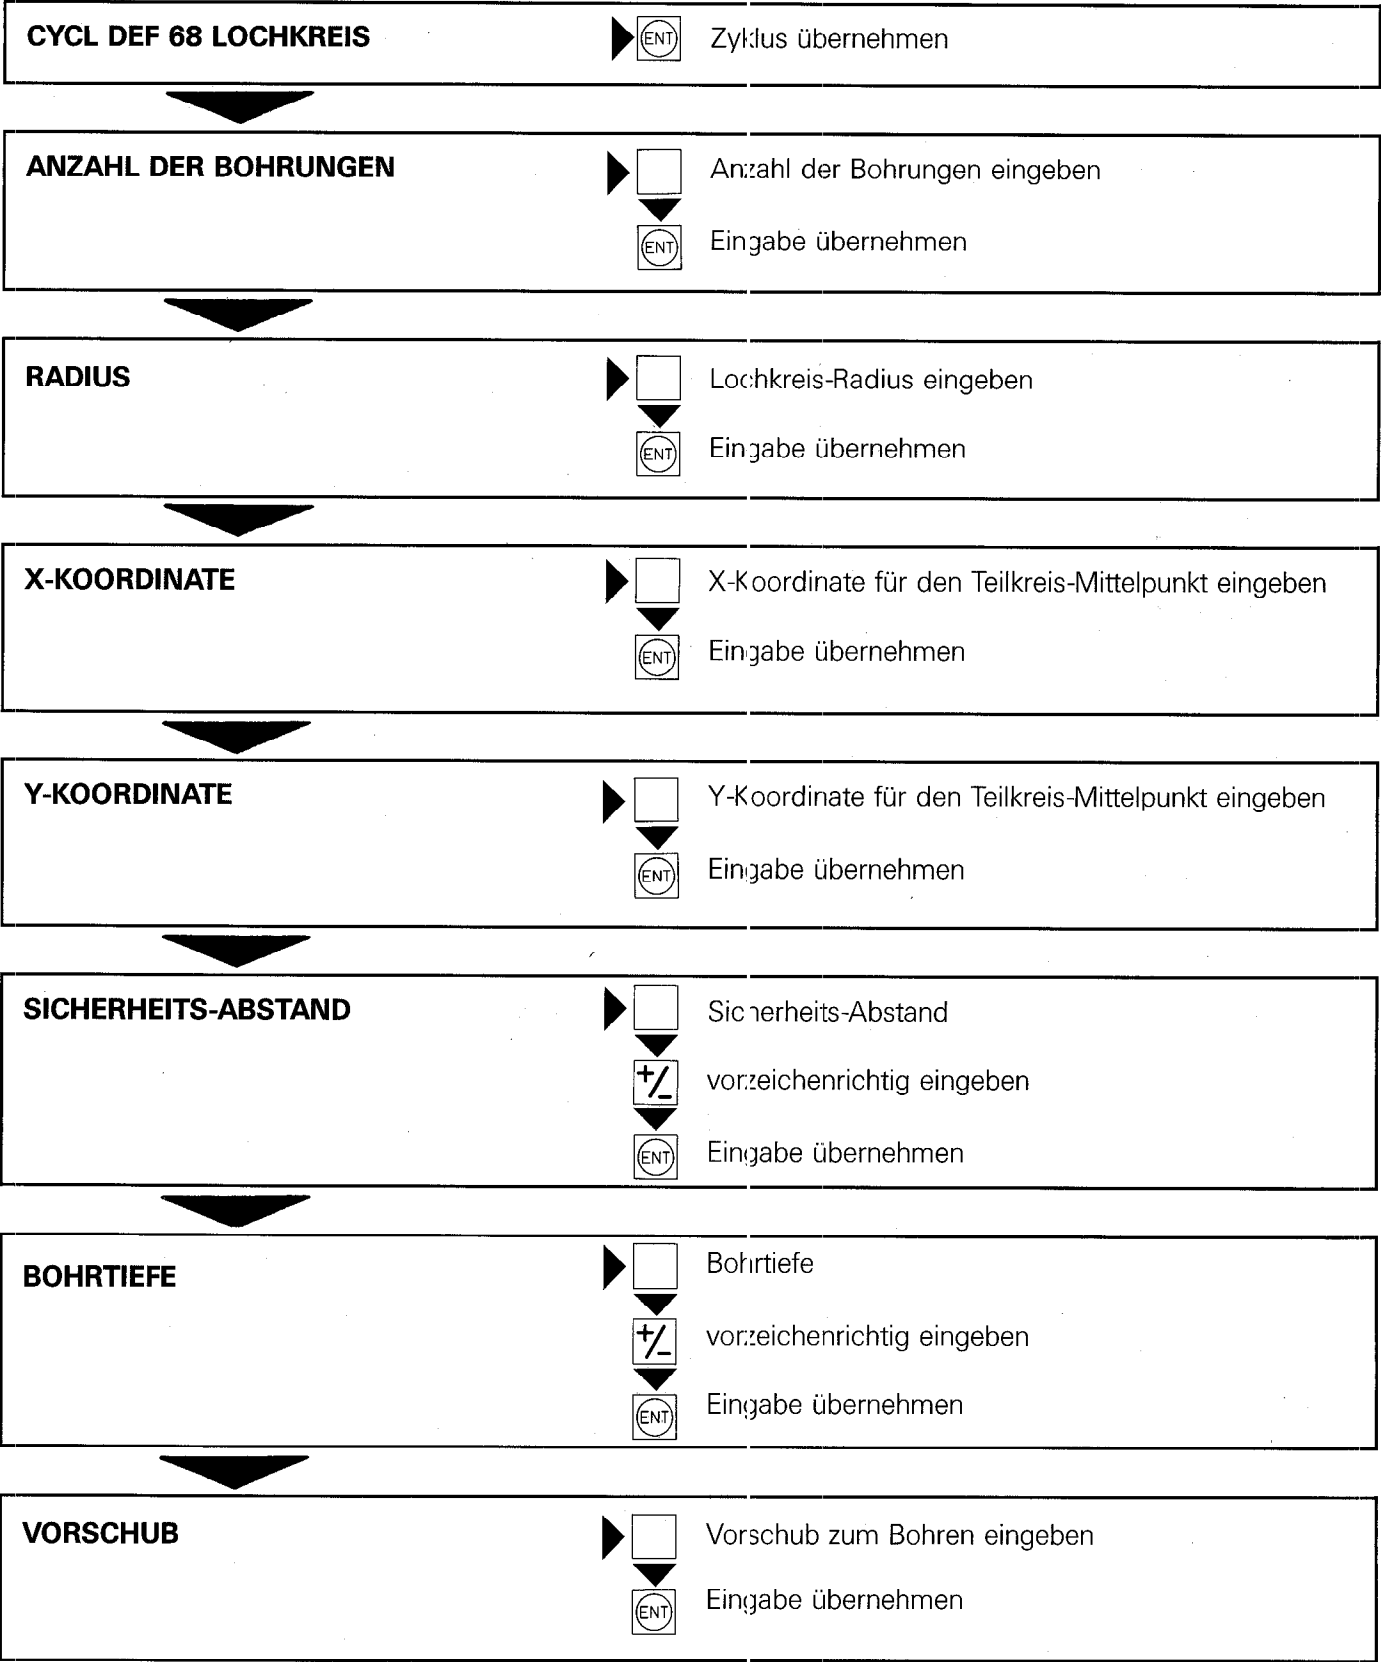 CYCL DEF 68 LOCHKREIS ENT Zyklus übernehmen
ANZAHL DER BOHRUNGEN Anzahl der Bohrungen eingeben
ENT Eingabe übernehmen
RADIUS Lochkreis-Radius eingeben
ENT Eingabe übernehmen
X-KOORDINATE X-Koordinate für den Teilkreis-Mittelpunkt eingeben
ENT Eingabe übernehmen
Y-KOORDINATE Y-Koordinate für den Teilkreis-Mittelpunkt eingeben
ENT Eingabe übernehmen
SICHERHEITS-ABSTAND Sicherheits-Abstand
+/- vorzeichenrichtig eingeben
ENT Eingabe übernehmen
BOHRTIEFE Bohrtiefe
+/- vorzeichenrichtig eingeben
ENT Eingabe übernehmen
VORSCHUB Vorschub zum Bohren eingeben
ENT Eingabe übernehmen